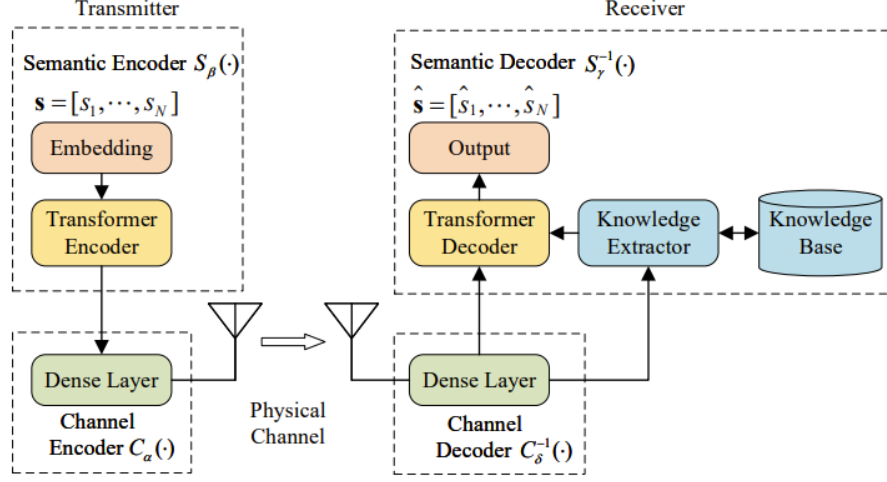 Transmitter
Semantic Encoder S_β(·)
s = [s_1, ···, s_N]
Embedding
Transformer
Encoder
Dense Layer
Channel
Encoder C_α(·)
Physical
Channel
Receiver
Semantic Decoder S_γ^{-1}(·)
ŝ = [ŝ_1, ···, ŝ_N]
Output
Transformer
Decoder
Knowledge
Extractor
Knowledge
Base
Dense Layer
Channel
Decoder C_δ^{-1}(·)